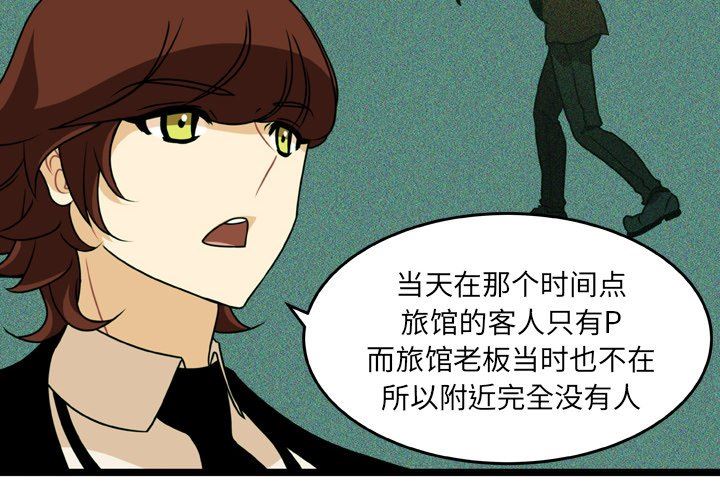 当天在那个时间点
旅馆的客人只有P
而旅馆老板当时也不在
所以附近完全没有人